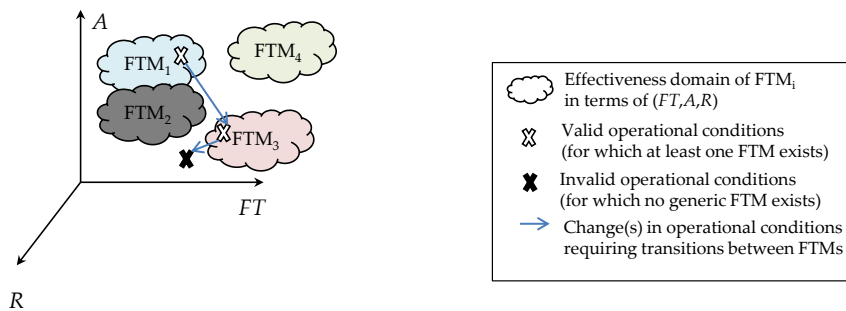 A
FTM1
FTM4
FTM2
FTM3
FT
R
Effectiveness domain of FTMi
in terms of (FT,A,R)
Valid operational conditions
(for which at least one FTM exists)
Invalid operational conditions
(for which no generic FTM exists)
Change(s) in operational conditions
requiring transitions between FTMs